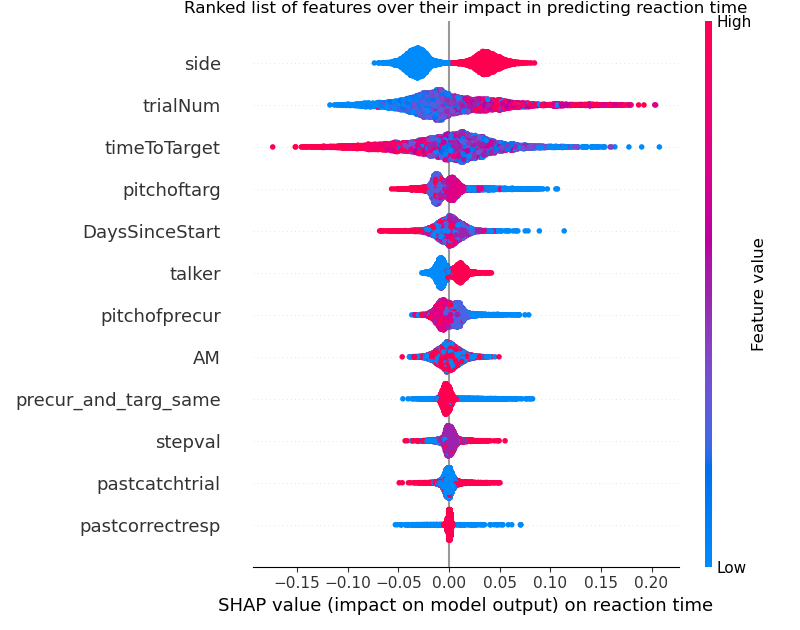 Ranked list of features over their impact in predicting reaction time
High
side
trialNum
timeToTarget
pitchoftarg
DaysSinceStart
talker
pitchofprecur
AM
precur_and_targ_same
stepval
pastcatchtrial
pastcorrectresp
Feature value
Low
−0.15 −0.10 −0.05 0.00 0.05 0.10 0.15 0.20
SHAP value (impact on model output) on reaction time